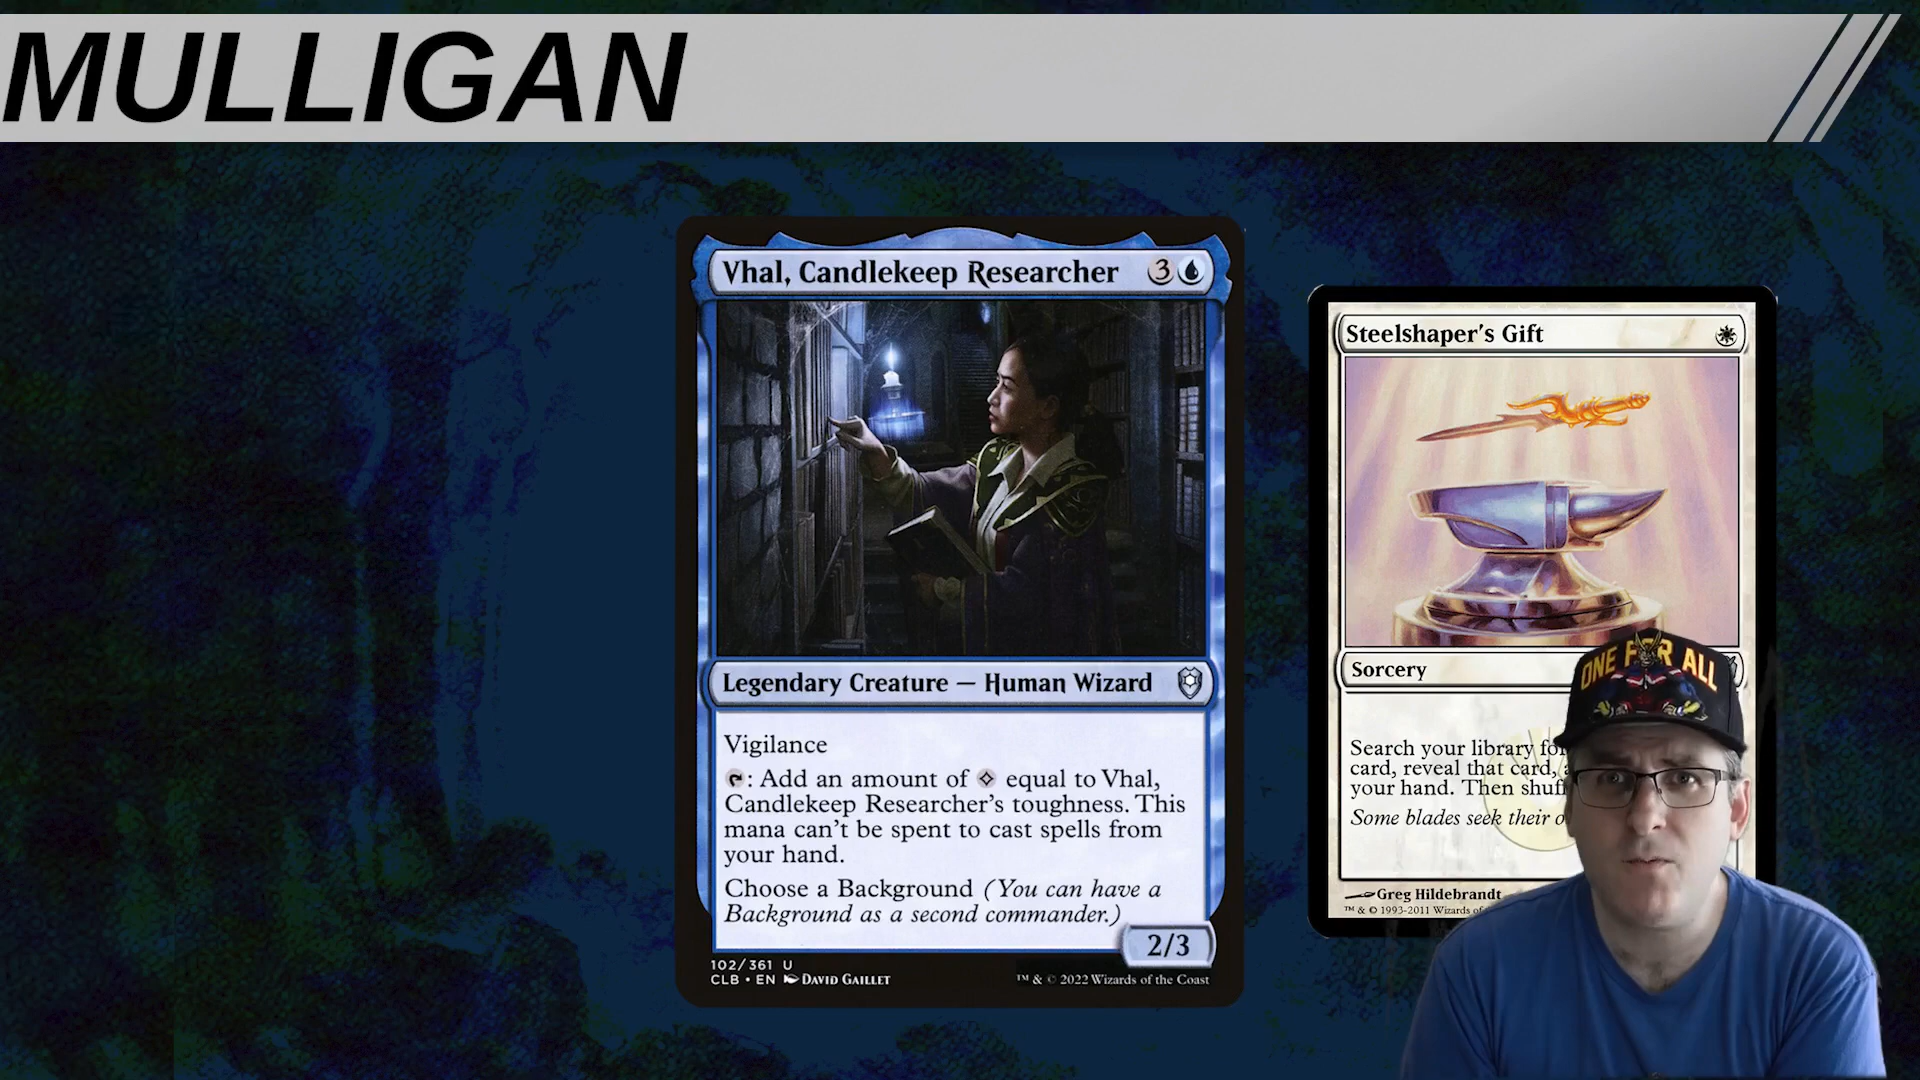 MULLIGAN
Vhal, Candlekeep Researcher 3
Legendary Creature — Human Wizard
Vigilance
: Add an amount of equal to Vhal,
Candlekeep Researcher's toughness. This
mana can't be spent to cast spells from
your hand.
Choose a Background (You can have a
Background as a second commander.)
2/3
102/361 U
CLB • EN DAVID GAILLET
™ & © 2022 Wizards of the Coast
Steelshaper's Gift
Sorcery
Search your library
card, reveal that card,
your hand. Then
Some blades seek their
Greg Hildebrandt
™ & © 1993-2011 Wizards of
ONE FOR ALL